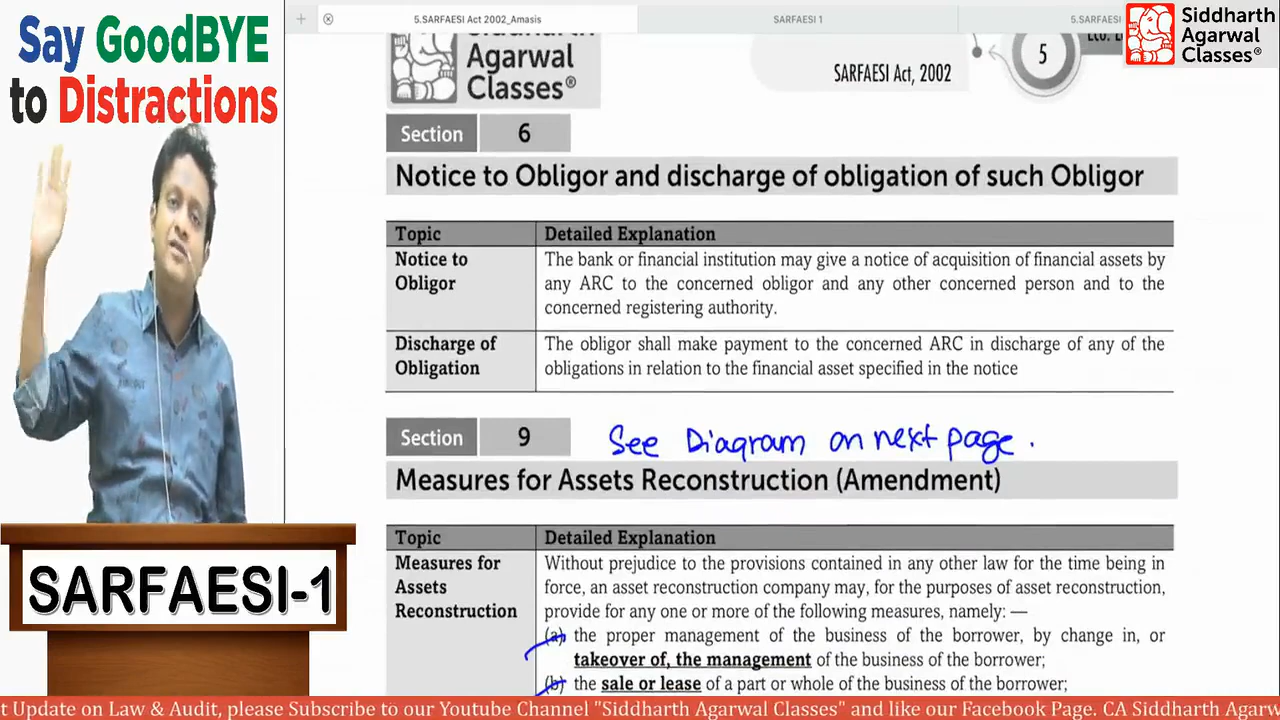 Say GoodBYE
to Distractions
5.SARFAESI Act 2002_Amasis
SARFAESI 1
5.SARFAESI
Siddharth
Agarwal
Classes®
Siddharth
Agarwal
Classes®
SARFAESI Act, 2002
5
Section 6
Notice to Obligor and discharge of obligation of such Obligor
Topic Detailed Explanation
Notice to Obligor
The bank or financial institution may give a notice of acquisition of financial assets by
any ARC to the concerned obligor and any other concerned person and to the
concerned registering authority.
Discharge of Obligation
The obligor shall make payment to the concerned ARC in discharge of any of the
obligations in relation to the financial asset specified in the notice
Section 9 See Diagram on next page.
Measures for Assets Reconstruction (Amendment)
Topic Detailed Explanation
Measures for Assets Reconstruction
Without prejudice to the provisions contained in any other law for the time being in
force, an asset reconstruction company may, for the purposes of asset reconstruction,
provide for any one or more of the following measures, namely: —
(a) the proper management of the business of the borrower, by change in, or
takeover of, the management of the business of the borrower;
(b) the sale or lease of a part or whole of the business of the borrower;
SARFAESI-1
t Update on Law & Audit, please Subscribe to our Youtube Channel "Siddharth Agarwal Classes" and like our Facebook Page. CA Siddharth Agarw